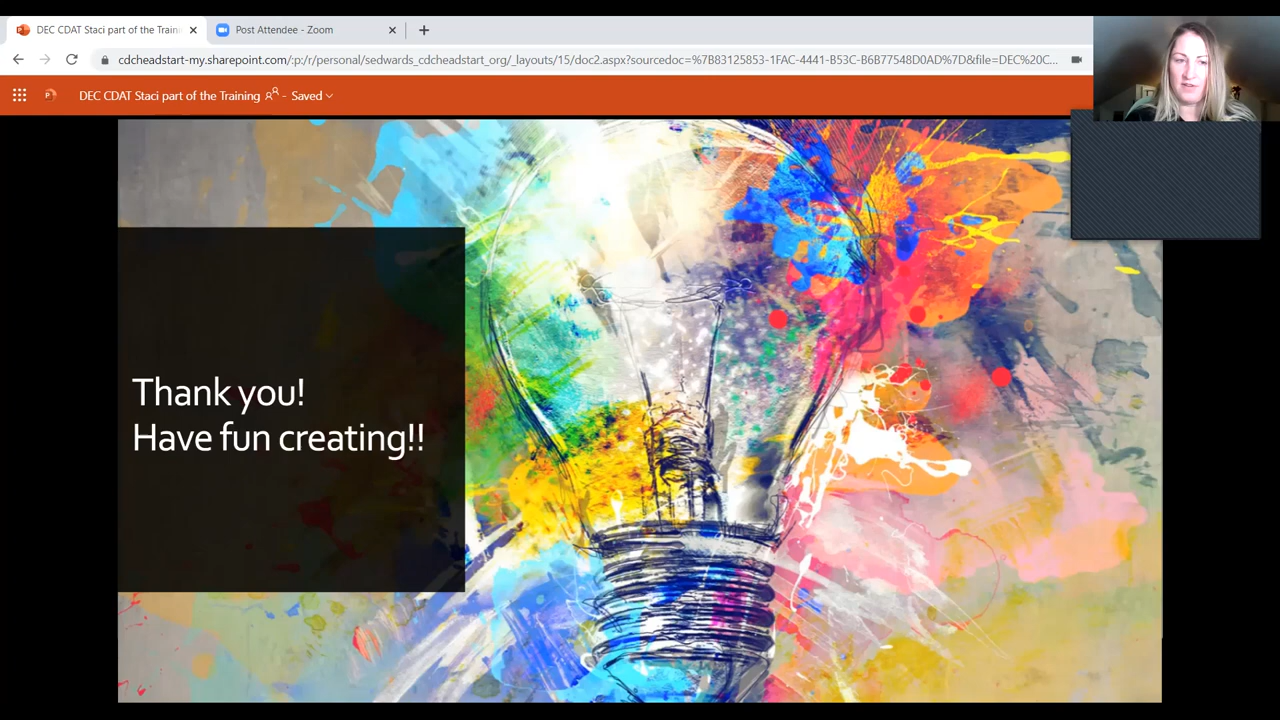 DEC CDAT Staci part of the Traini
Post Attendee - Zoom
cdcheadstart-my.sharepoint.com/:p:/r/personal/sedwards_cdcheadstart_org/_layouts/15/doc2.aspx?sourcedoc=%7B83125853-1FAC-4441-B53C-B6B77548D0AD%7D&file=DEC%20C...
DEC CDAT Staci part of the Training - Saved
Thank you!
Have fun creating!!